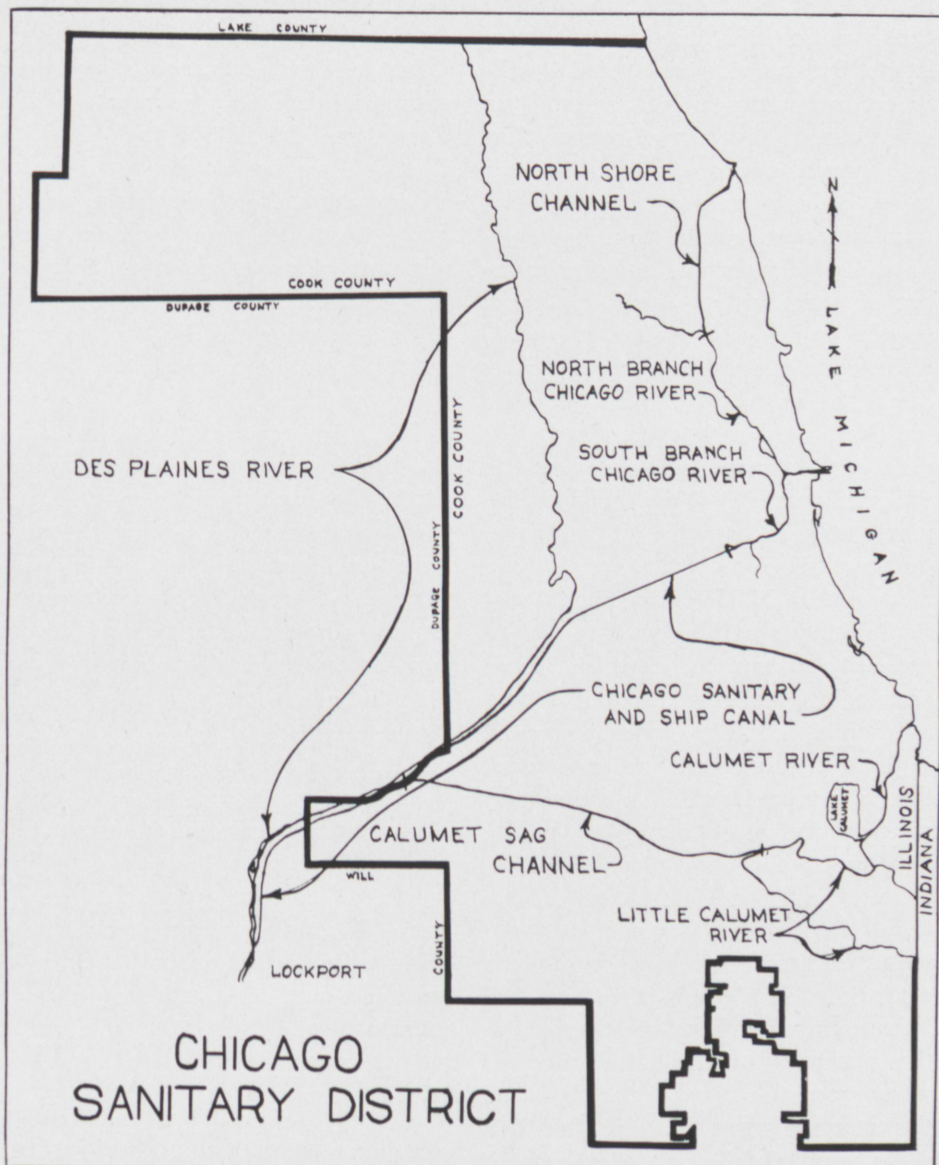 LAKE COUNTY
NORTH SHORE
CHANNEL
N
LAKE MICHIGAN
COOK COUNTY
DUPAGE COUNTY
NORTH BRANCH
CHICAGO RIVER
DES PLAINES RIVER
COOK COUNTY
DUPAGE COUNTY
SOUTH BRANCH
CHICAGO RIVER
CHICAGO SANITARY
AND SHIP CANAL
CALUMET RIVER
LAKE
CALUMET
ILLINOIS
INDIANA
CALUMET SAG
CHANNEL
WILL
COUNTY
LITTLE CALUMET
RIVER
LOCKPORT
CHICAGO
SANITARY DISTRICT